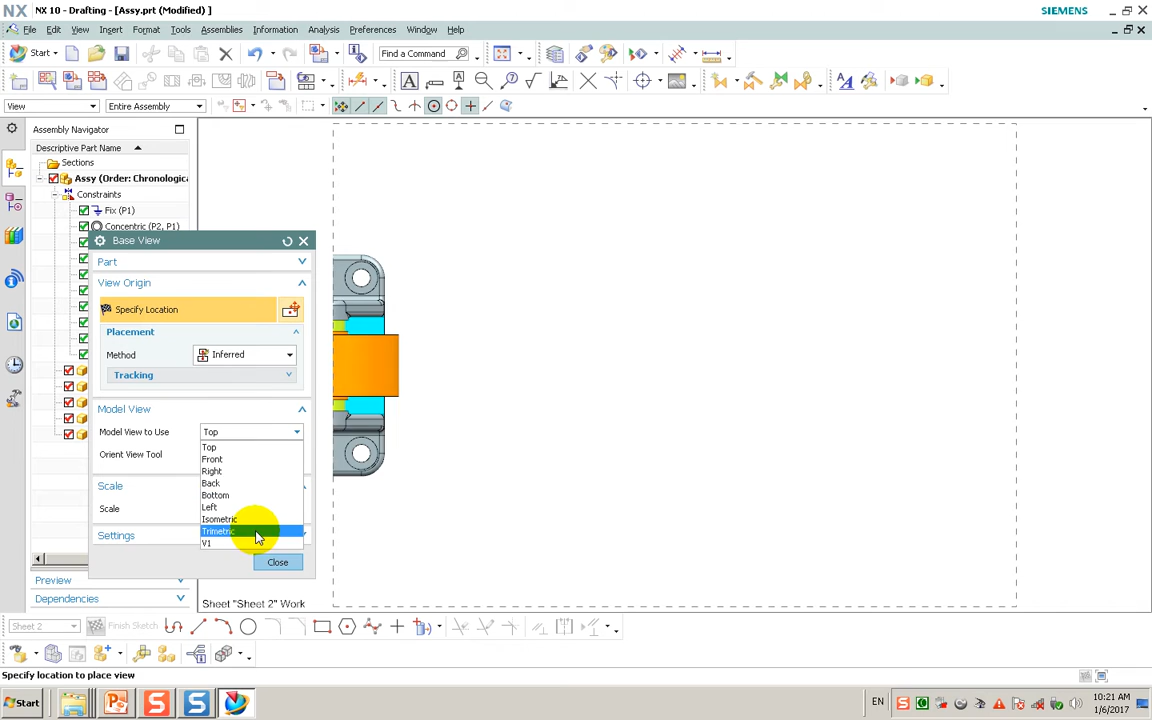 NX NX 10 - Drafting - [Assy.prt (Modified) ] SIEMENS
File Edit View Insert Format Tools Assemblies Information Analysis Preferences Window Help
Start Find a Command
View Entire Assembly
Assembly Navigator
Descriptive Part Name
Sections
Assy (Order: Chronologica
Constraints
Fix (P1)
Concentric (P2, P1)
Base View
Part
View Origin
Specify Location
Placement
Method Inferred
Tracking
Model View
Model View to Use Top
Top
Orient View Tool
Front
Right
Back
Scale
Bottom
Scale
Left
Isometric
Settings
Trimetric
V1
Close
Preview
Dependencies
Sheet "Sheet 2" Work
Sheet 2 Finish Sketch
Specify location to place view
Start EN 10:21 AM
1/6/2017